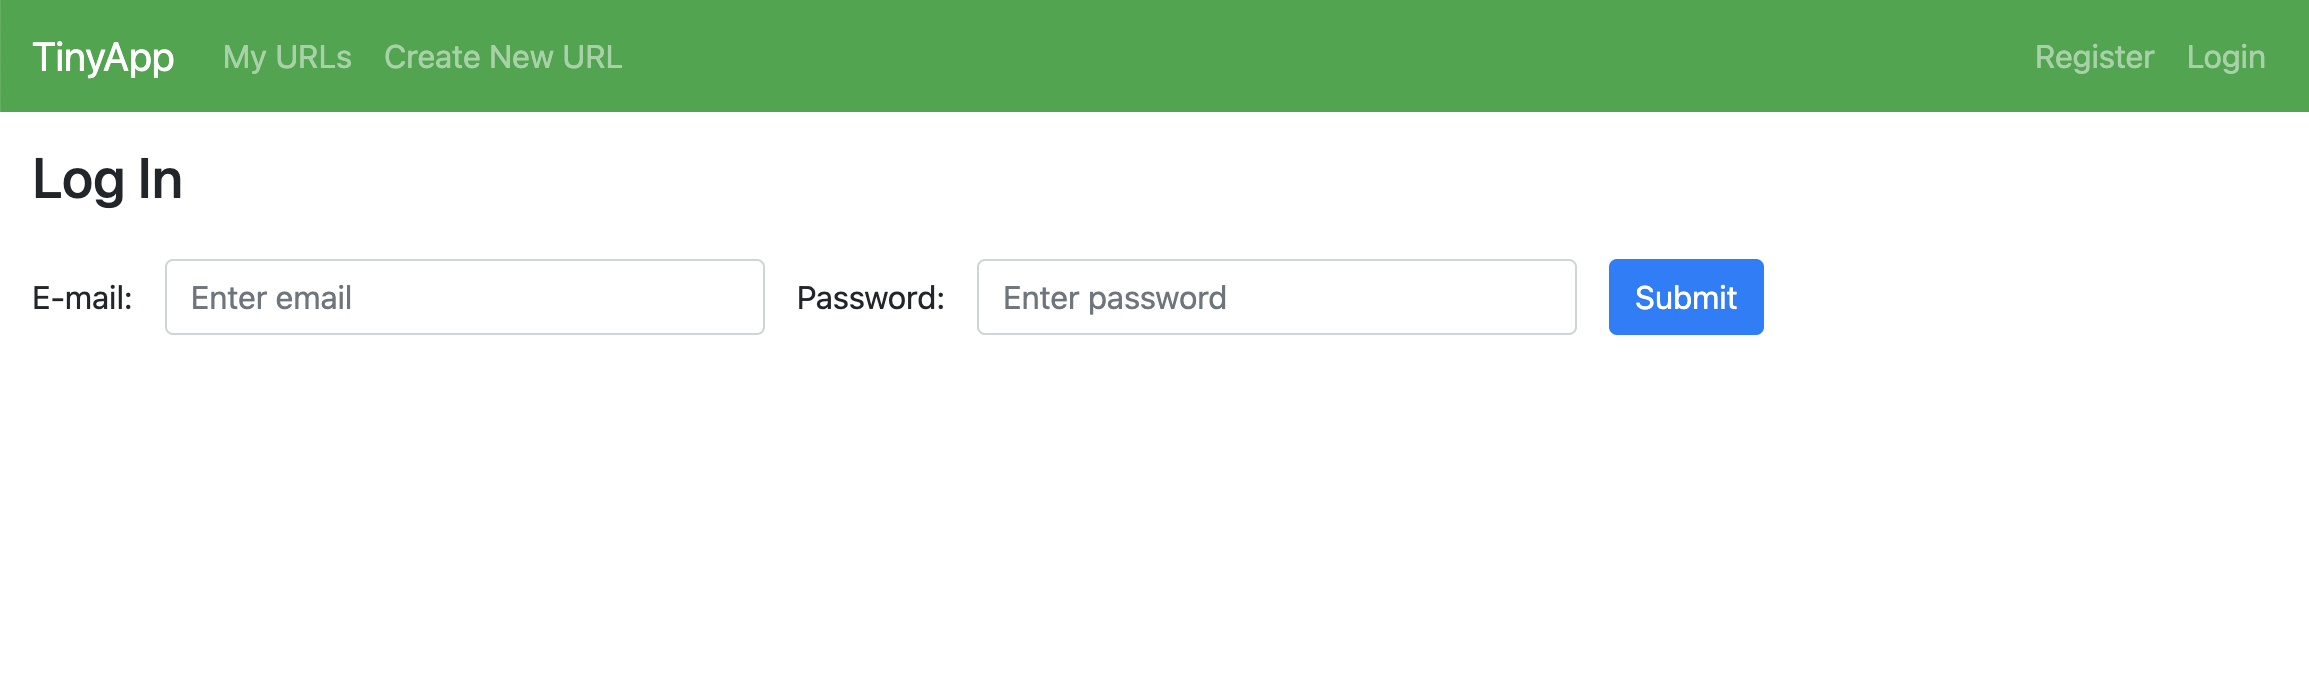 TinyApp My URLs Create New URL Register Login
Log In
E-mail: Enter email Password: Enter password Submit